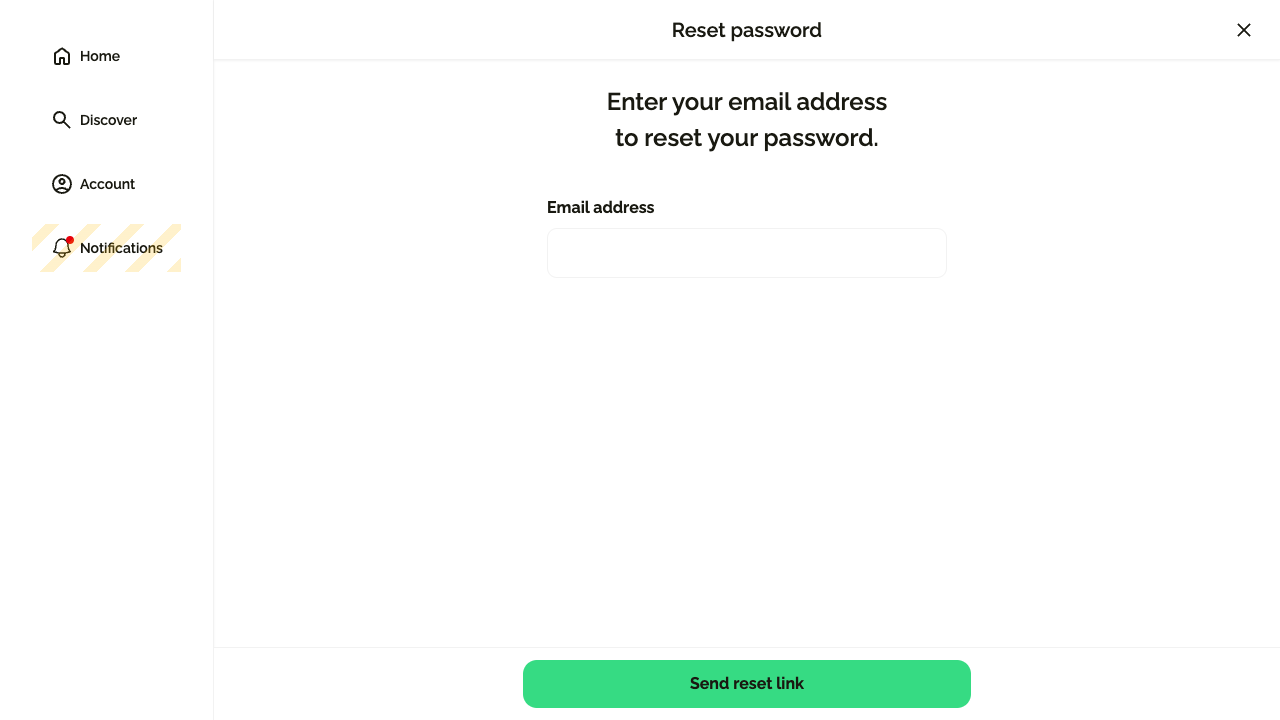 Home
Discover
Account
Notifications
Reset password
Enter your email address
to reset your password.
Email address
Send reset link